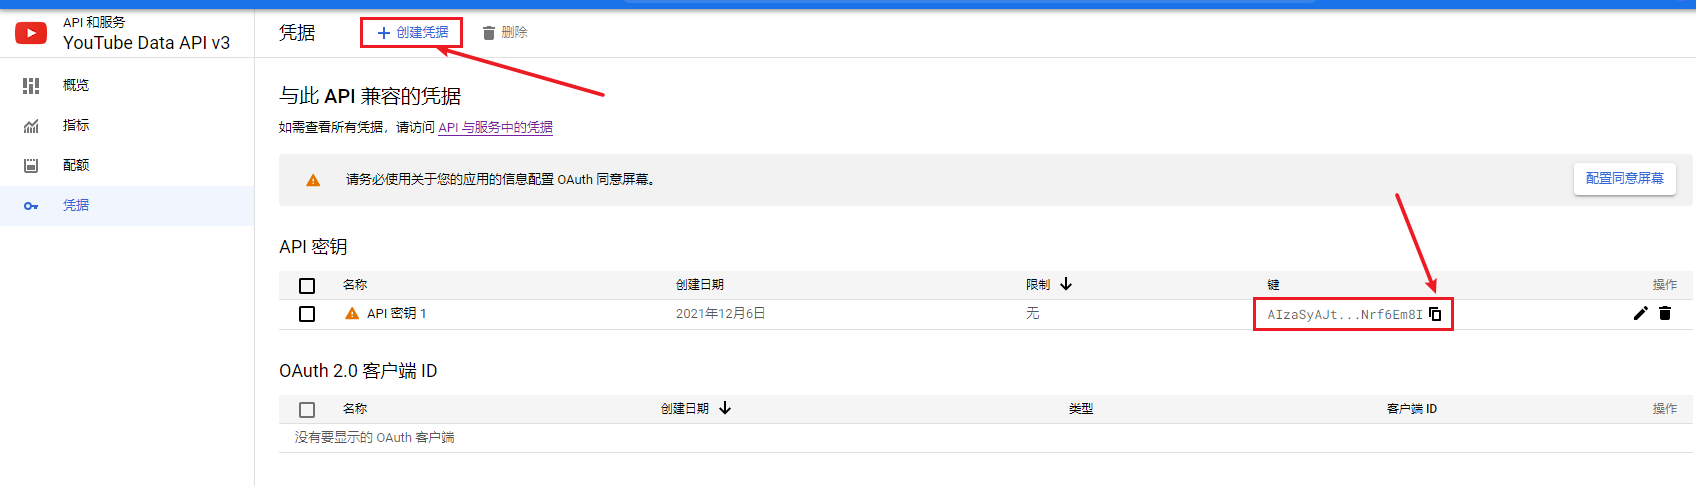 API 和服务
YouTube Data API v3
凭据
创建凭据
删除
概览
指标
配额
凭据
与此 API 兼容的凭据
如需查看所有凭据，请访问 API 与服务中的凭据
请务必使用关于您的应用的信息配置 OAuth 同意屏幕。
配置同意屏幕
API 密钥
名称 创建日期 限制 键 操作
API 密钥 1 2021年12月6日 无 AIzaSyAJt...Nrf6Em8I
OAuth 2.0 客户端 ID
名称 创建日期 类型 客户端 ID 操作
没有要显示的 OAuth 客户端